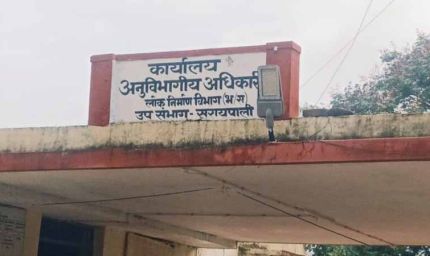 कार्यालय
अनुविभागीय अधिकारी
लोक निर्माण विभाग (भ/स)
उप संभाग- सरायपाली